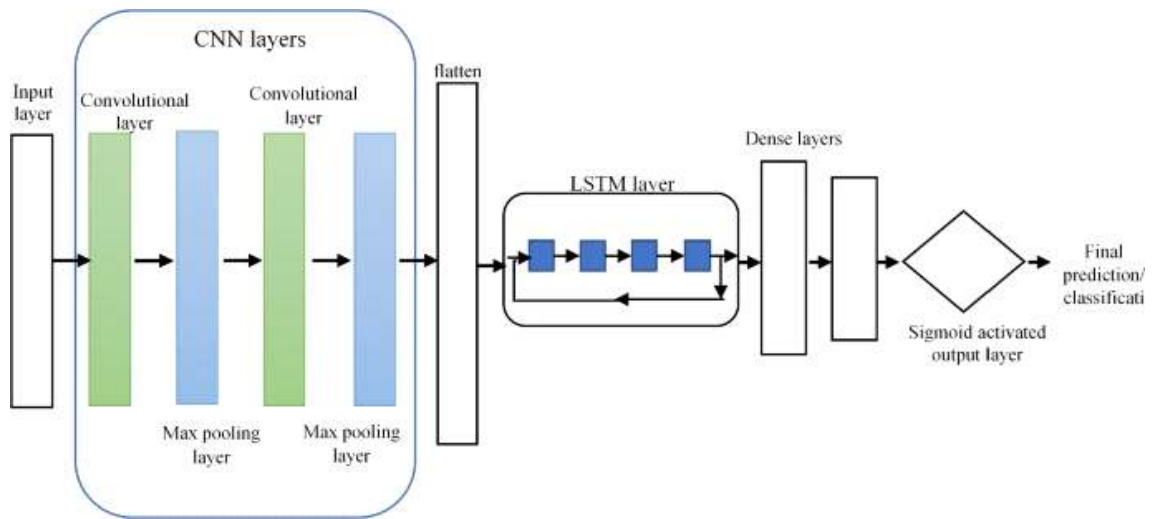 CNN layers
flatten
Input
layer
Convolutional
layer
Convolutional
layer
Max pooling
layer
Max pooling
layer
LSTM layer
Dense layers
Sigmoid activated
output layer
Final
prediction/
classificati